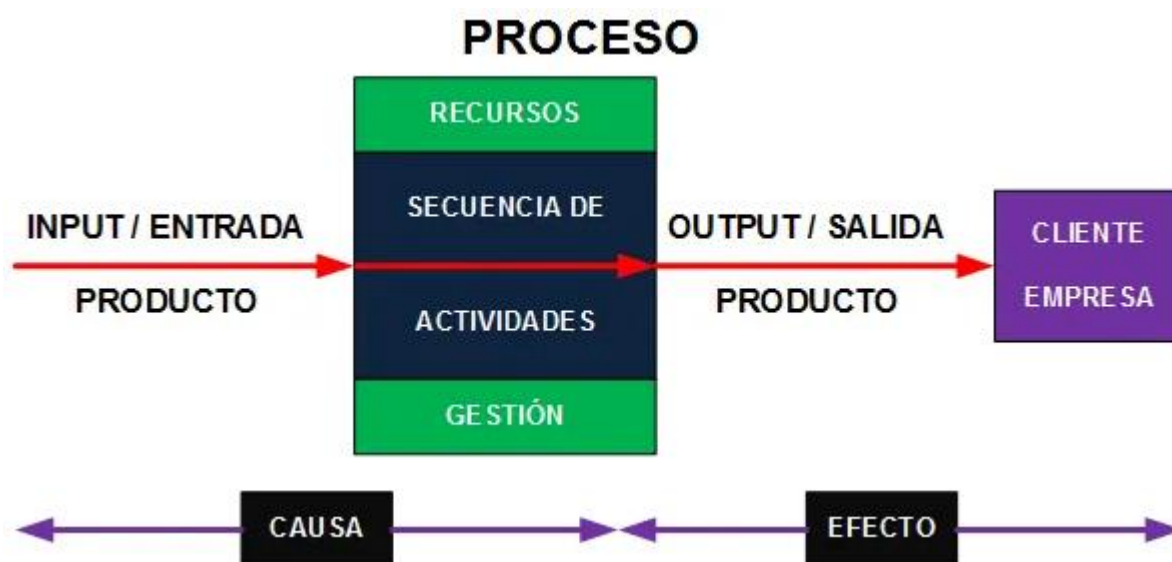 PROCESO
RECURSOS
INPUT / ENTRADA
PRODUCTO
SECUENCIA DE
ACTIVIDADES
GESTIÓN
OUTPUT / SALIDA
PRODUCTO
CLIENTE
EMPRESA
CAUSA
EFECTO